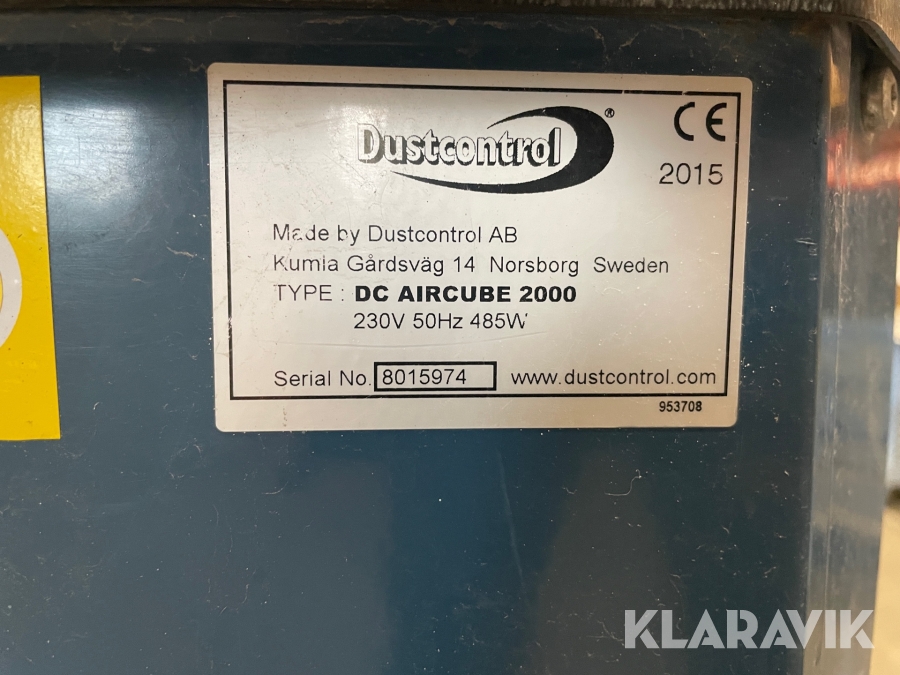 Dustcontrol®
CE
2015
Made by Dustcontrol AB
Kumla Gårdsväg 14 Norsborg Sweden
TYPE : DC AIRCUBE 2000
230V 50Hz 485W
Serial No. 8015974 www.dustcontrol.com
953708
KLARAVIK